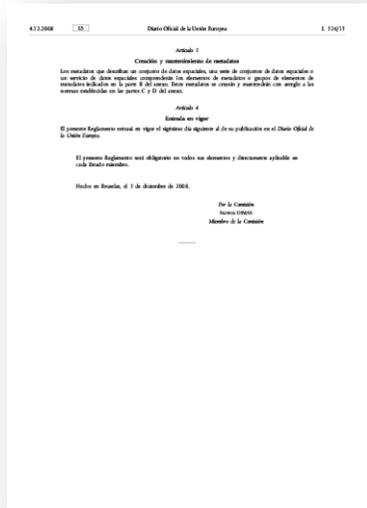 4.12.2008 ES Diario Oficial de la Unión Europea L 326/13
Artículo 3
Creación y mantenimiento de metadatos
Los metadatos que describan un conjunto de datos espaciales, una serie de conjuntos de datos espaciales o
un servicio de datos espaciales comprenderán los elementos de metadatos o grupos de elementos de
metadatos indicados en la parte B del anexo. Estos metadatos se crearán y mantendrán con arreglo a las
normas establecidas en las partes C y D del anexo.
Artículo 4
Entrada en vigor
El presente Reglamento entrará en vigor el vigésimo día siguiente al de su publicación en el Diario Oficial de
la Unión Europea.
El presente Reglamento será obligatorio en todos sus elementos y directamente aplicable en
cada Estado miembro.
Hecho en Bruselas, el 3 de diciembre de 2008.
Por la Comisión
Stavros DIMAS
Miembro de la Comisión